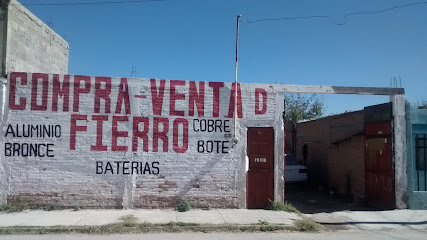 COMPRA-VENTA D
FIERRO
ALUMINIO
BRONCE
COBRE
BOTE
BATERIAS